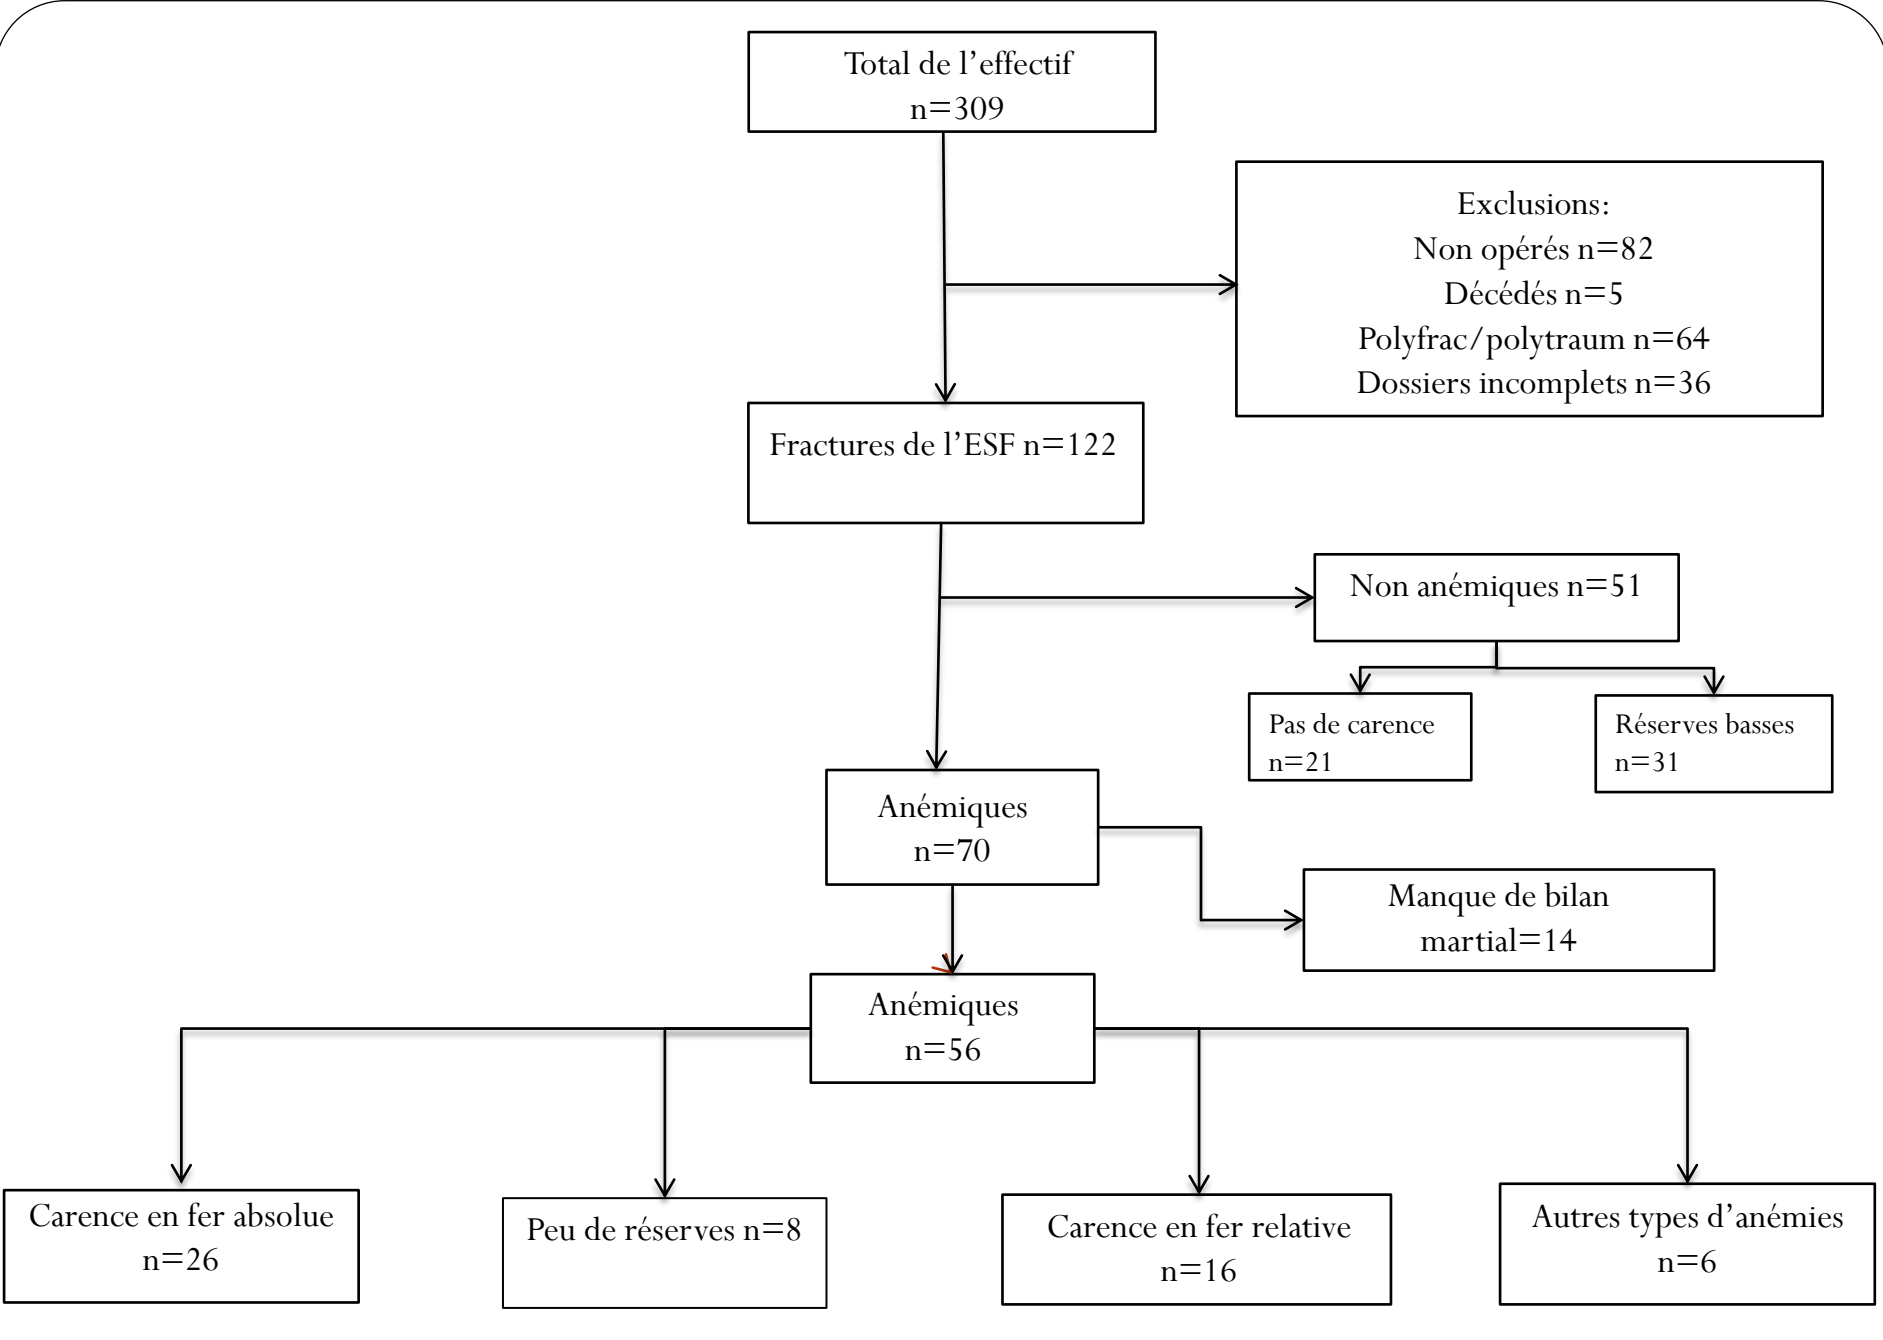 Total de l’effectif
n=309
Exclusions:
Non opérés n=82
Décédés n=5
Polyfrac/polytraum n=64
Dossiers incomplets n=36
Fractures de l’ESF n=122
Non anémiques n=51
Pas de carence
n=21
Réserves basses
n=31
Anémiques
n=70
Manque de bilan
martial=14
Anémiques
n=56
Carence en fer absolue
n=26
Peu de réserves n=8
Carence en fer relative
n=16
Autres types d’anémies
n=6